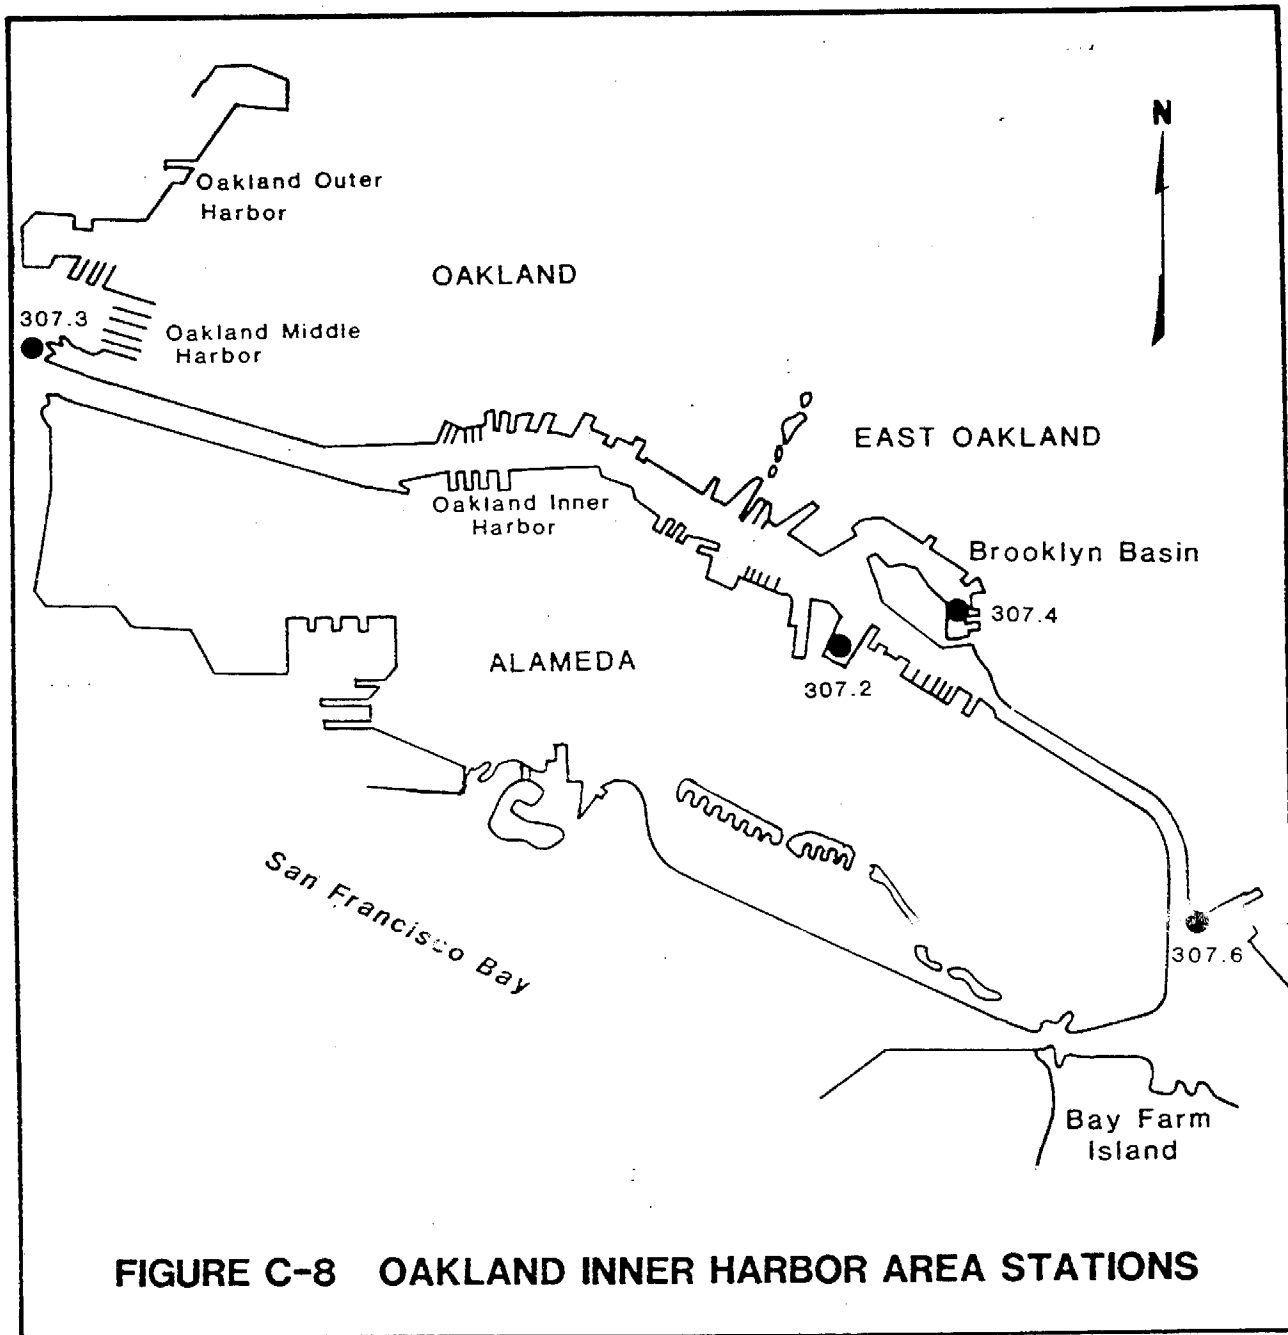 N
Oakland Outer
Harbor
OAKLAND
307.3
Oakland Middle
Harbor
EAST OAKLAND
Oakland Inner
Harbor
Brooklyn Basin
307.4
ALAMEDA
307.2
San Francisco Bay
307.6
Bay Farm
Island
FIGURE C-8 OAKLAND INNER HARBOR AREA STATIONS